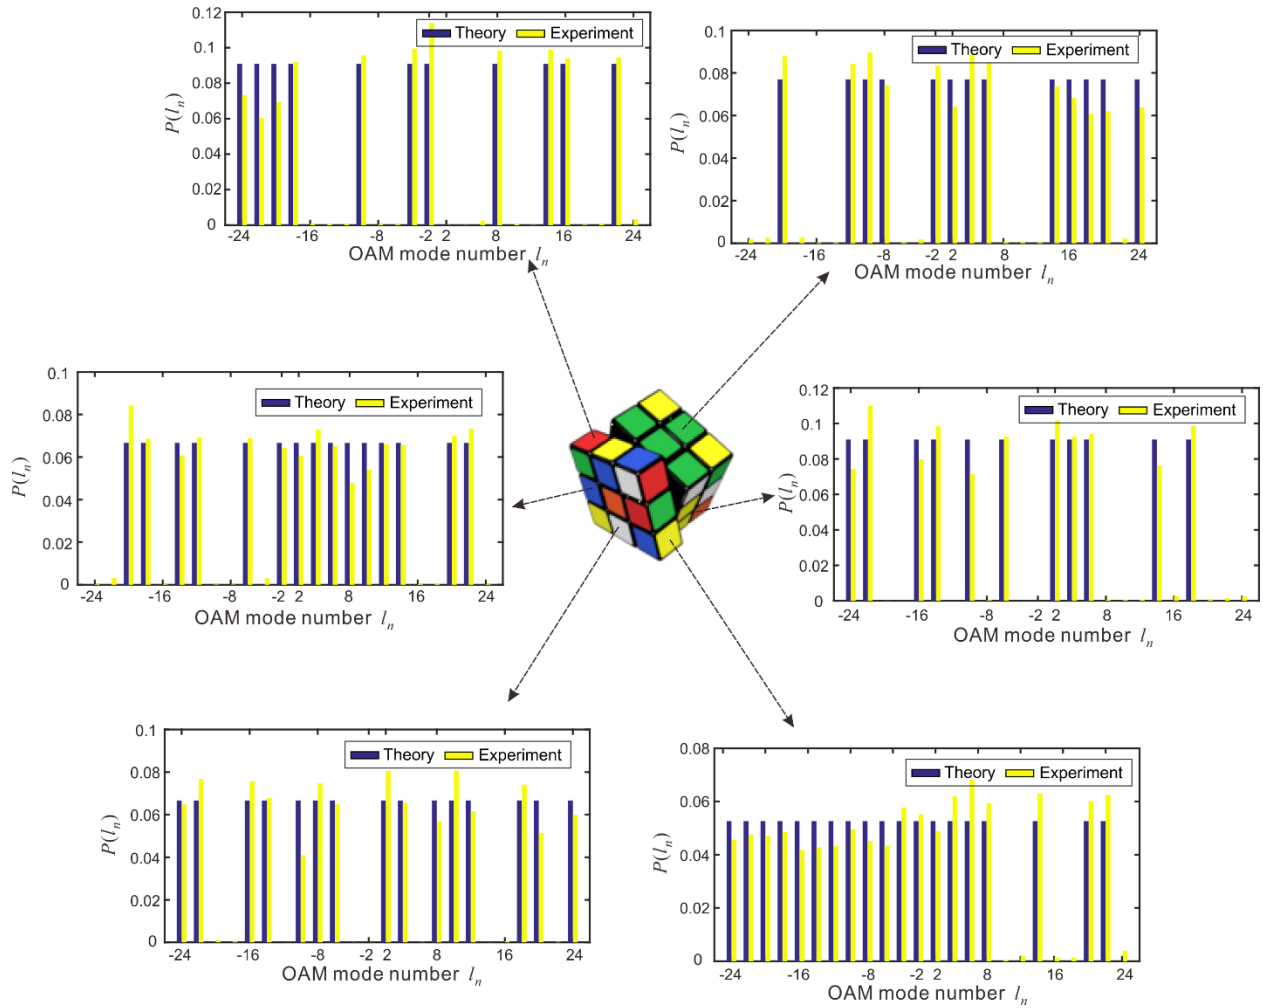 0.12
0.1
0.08
0.06
0.04
0.02
0
P(l_n)
Theory Experiment
-24 -16 -8 -2 2 8 16 24
OAM mode number l_n
0.1
0.08
0.06
0.04
0.02
0
P(l_n)
Theory Experiment
-24 -16 -8 -2 2 8 16 24
OAM mode number l_n
0.1
0.08
0.06
0.04
0.02
0
P(l_n)
Theory Experiment
-24 -16 -8 -2 2 8 16 24
OAM mode number l_n
0.12
0.1
0.08
0.06
0.04
0.02
0
P(l_n)
Theory Experiment
-24 -16 -8 -2 2 8 16 24
OAM mode number l_n
0.1
0.08
0.06
0.04
0.02
0
P(l_n)
Theory Experiment
-24 -16 -8 -2 2 8 16 24
OAM mode number l_n
0.08
0.06
0.04
0.02
0
P(l_n)
Theory Experiment
-24 -16 -8 -2 2 8 16 24
OAM mode number l_n